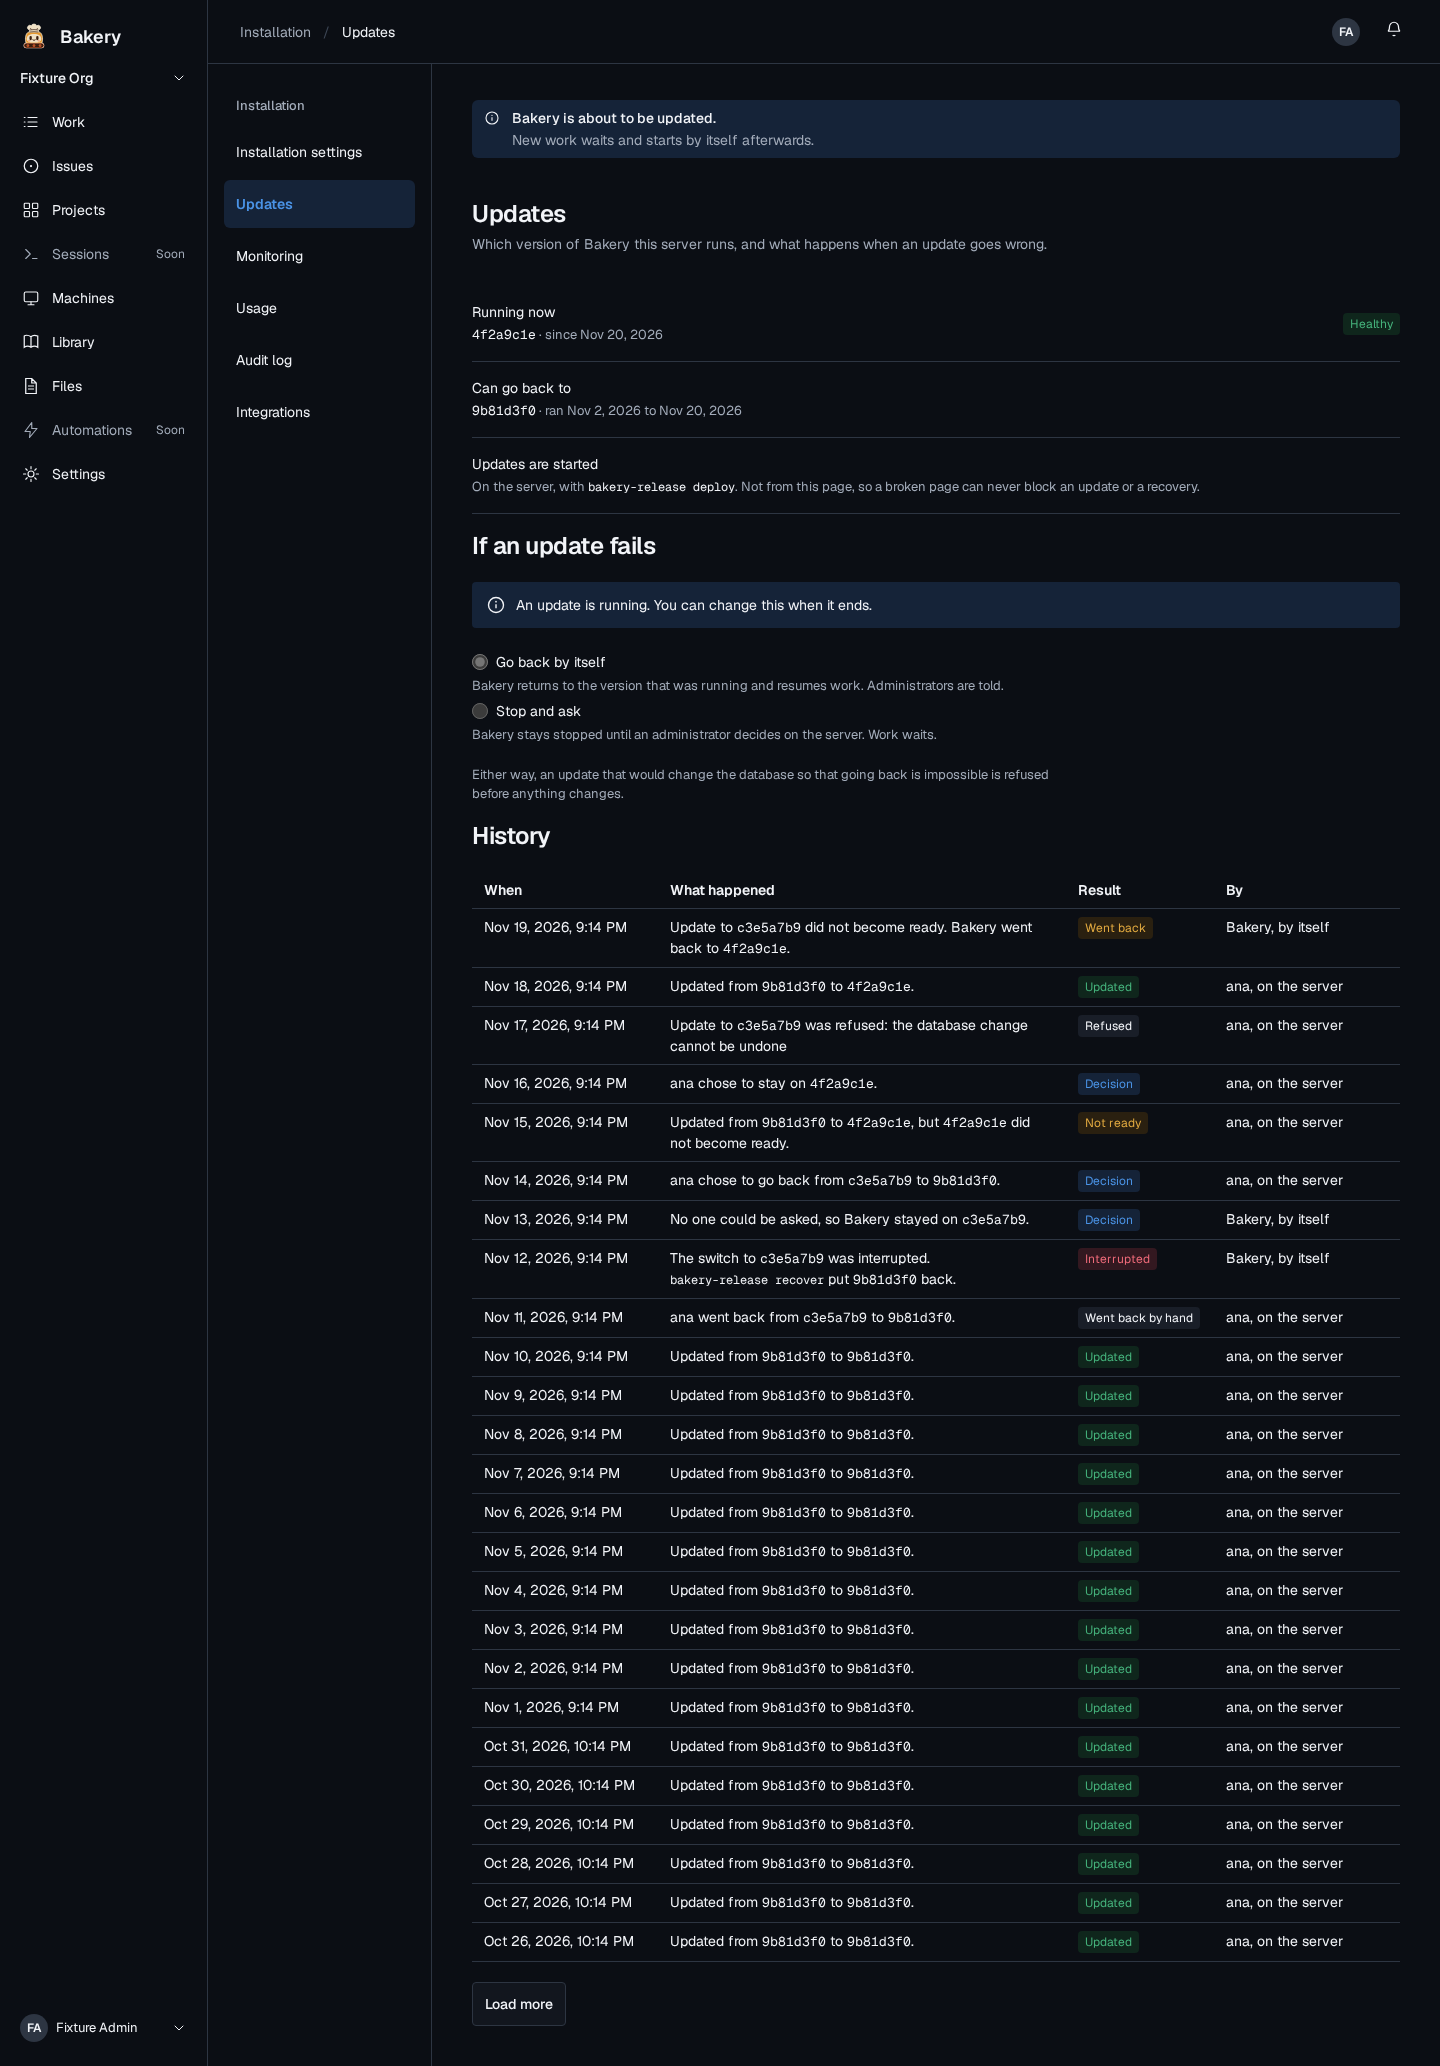 Bakery
Fixture Org
Work
Issues
Projects
Sessions Soon
Machines
Library
Files
Automations Soon
Settings
FA Fixture Admin
Installation / Updates
FA
Installation
Installation settings
Updates
Monitoring
Usage
Audit log
Integrations
Bakery is about to be updated.
New work waits and starts by itself afterwards.
Updates
Which version of Bakery this server runs, and what happens when an update goes wrong.
Running now
4f2a9c1e · since Nov 20, 2026
Healthy
Can go back to
9b81d3f0 · ran Nov 2, 2026 to Nov 20, 2026
Updates are started
On the server, with bakery-release deploy. Not from this page, so a broken page can never block an update or a recovery.
If an update fails
An update is running. You can change this when it ends.
Go back by itself
Bakery returns to the version that was running and resumes work. Administrators are told.
Stop and ask
Bakery stays stopped until an administrator decides on the server. Work waits.
Either way, an update that would change the database so that going back is impossible is refused
before anything changes.
History
When What happened Result By
Nov 19, 2026, 9:14 PM Update to c3e5a7b9 did not become ready. Bakery went Went back Bakery, by itself
back to 4f2a9c1e.
Nov 18, 2026, 9:14 PM Updated from 9b81d3f0 to 4f2a9c1e. Updated ana, on the server
Nov 17, 2026, 9:14 PM Update to c3e5a7b9 was refused: the database change Refused ana, on the server
cannot be undone
Nov 16, 2026, 9:14 PM ana chose to stay on 4f2a9c1e. Decision ana, on the server
Nov 15, 2026, 9:14 PM Updated from 9b81d3f0 to 4f2a9c1e, but 4f2a9c1e did Not ready ana, on the server
not become ready.
Nov 14, 2026, 9:14 PM ana chose to go back from c3e5a7b9 to 9b81d3f0. Decision ana, on the server
Nov 13, 2026, 9:14 PM No one could be asked, so Bakery stayed on c3e5a7b9. Decision Bakery, by itself
Nov 12, 2026, 9:14 PM The switch to c3e5a7b9 was interrupted. Interrupted Bakery, by itself
bakery-release recover put 9b81d3f0 back.
Nov 11, 2026, 9:14 PM ana went back from c3e5a7b9 to 9b81d3f0. Went back by hand ana, on the server
Nov 10, 2026, 9:14 PM Updated from 9b81d3f0 to 9b81d3f0. Updated ana, on the server
Nov 9, 2026, 9:14 PM Updated from 9b81d3f0 to 9b81d3f0. Updated ana, on the server
Nov 8, 2026, 9:14 PM Updated from 9b81d3f0 to 9b81d3f0. Updated ana, on the server
Nov 7, 2026, 9:14 PM Updated from 9b81d3f0 to 9b81d3f0. Updated ana, on the server
Nov 6, 2026, 9:14 PM Updated from 9b81d3f0 to 9b81d3f0. Updated ana, on the server
Nov 5, 2026, 9:14 PM Updated from 9b81d3f0 to 9b81d3f0. Updated ana, on the server
Nov 4, 2026, 9:14 PM Updated from 9b81d3f0 to 9b81d3f0. Updated ana, on the server
Nov 3, 2026, 9:14 PM Updated from 9b81d3f0 to 9b81d3f0. Updated ana, on the server
Nov 2, 2026, 9:14 PM Updated from 9b81d3f0 to 9b81d3f0. Updated ana, on the server
Nov 1, 2026, 9:14 PM Updated from 9b81d3f0 to 9b81d3f0. Updated ana, on the server
Oct 31, 2026, 10:14 PM Updated from 9b81d3f0 to 9b81d3f0. Updated ana, on the server
Oct 30, 2026, 10:14 PM Updated from 9b81d3f0 to 9b81d3f0. Updated ana, on the server
Oct 29, 2026, 10:14 PM Updated from 9b81d3f0 to 9b81d3f0. Updated ana, on the server
Oct 28, 2026, 10:14 PM Updated from 9b81d3f0 to 9b81d3f0. Updated ana, on the server
Oct 27, 2026, 10:14 PM Updated from 9b81d3f0 to 9b81d3f0. Updated ana, on the server
Oct 26, 2026, 10:14 PM Updated from 9b81d3f0 to 9b81d3f0. Updated ana, on the server
Load more